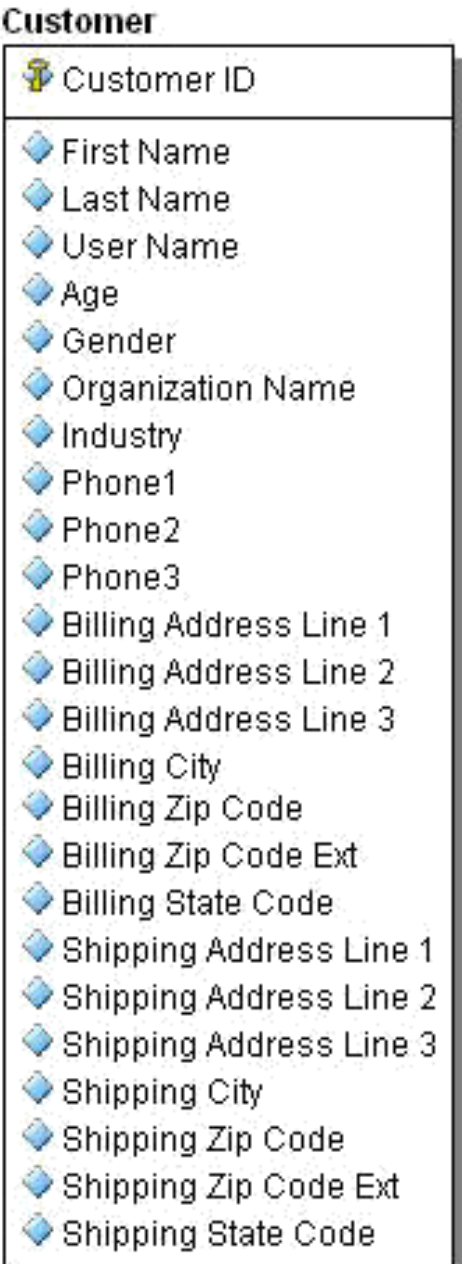 Customer
Customer ID
First Name
Last Name
User Name
Age
Gender
Organization Name
Industry
Phone1
Phone2
Phone3
Billing Address Line 1
Billing Address Line 2
Billing Address Line 3
Billing City
Billing Zip Code
Billing Zip Code Ext
Billing State Code
Shipping Address Line 1
Shipping Address Line 2
Shipping Address Line 3
Shipping City
Shipping Zip Code
Shipping Zip Code Ext
Shipping State Code